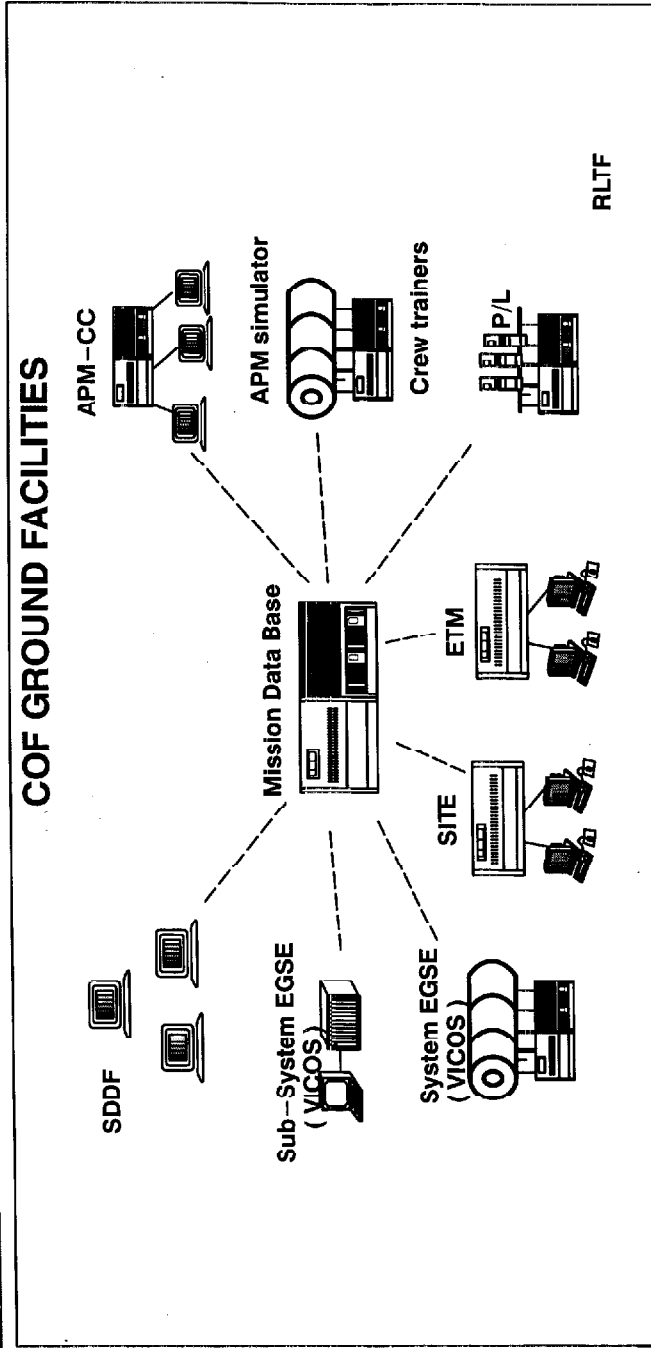 COF GROUND FACILITIES
SDDF
APM-CC
Sub-System EGSE
(VICOS)
Mission Data Base
APM simulator
Crew trainers
System EGSE
(VICOS)
SITE
ETM
P/L
RLTF